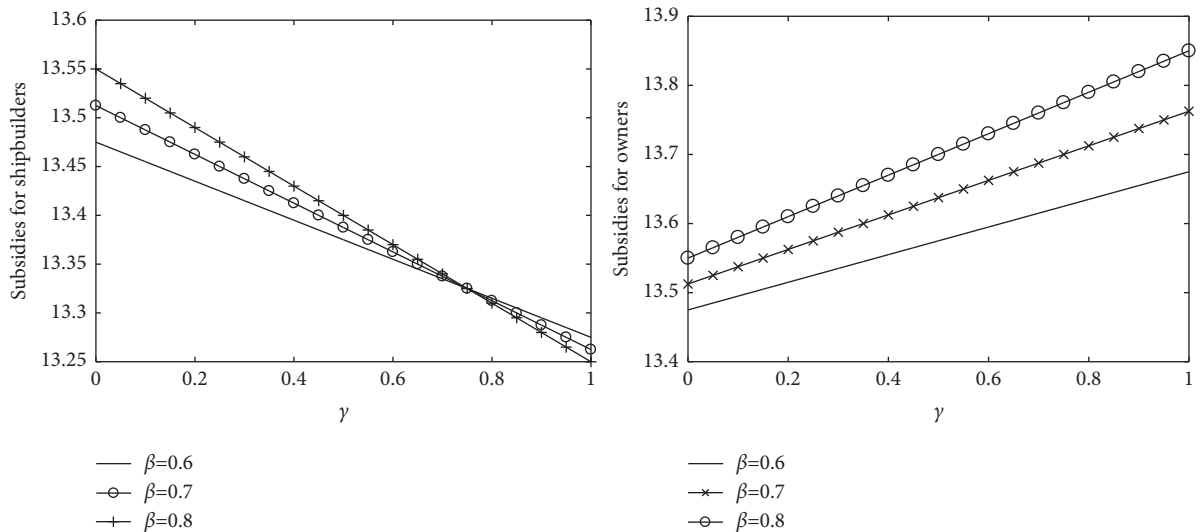 Subsidies for shipbuilders
13.6
13.55
13.5
13.45
13.4
13.35
13.3
13.25
0
0.2
0.4
0.6
0.8
1
γ
β=0.6
β=0.7
β=0.8
Subsidies for owners
13.9
13.8
13.7
13.6
13.5
13.4
0
0.2
0.4
0.6
0.8
1
γ
β=0.6
β=0.7
β=0.8